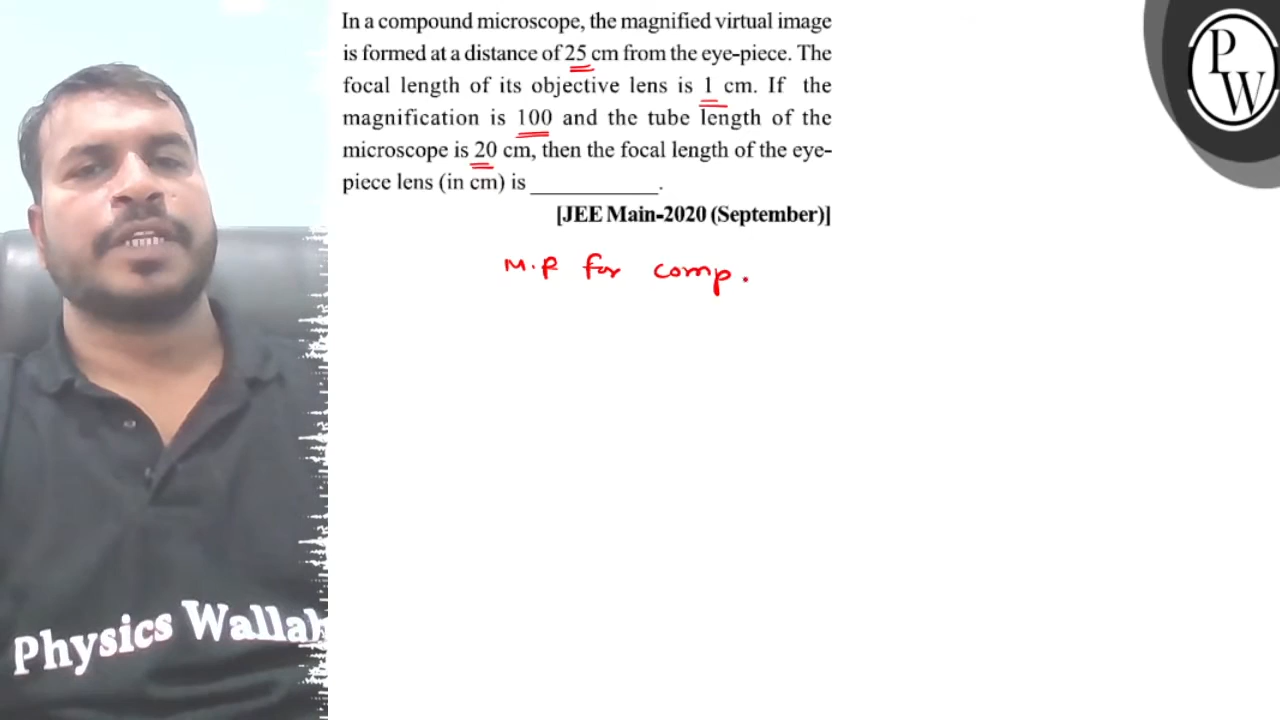 In a compound microscope, the magnified virtual image
is formed at a distance of 25 cm from the eye-piece. The
focal length of its objective lens is 1 cm. If the
magnification is 100 and the tube length of the
microscope is 20 cm, then the focal length of the eye-
piece lens (in cm) is ____________.
[JEE Main-2020 (September)]
M.P for comp.
P
W
Physics Wallah